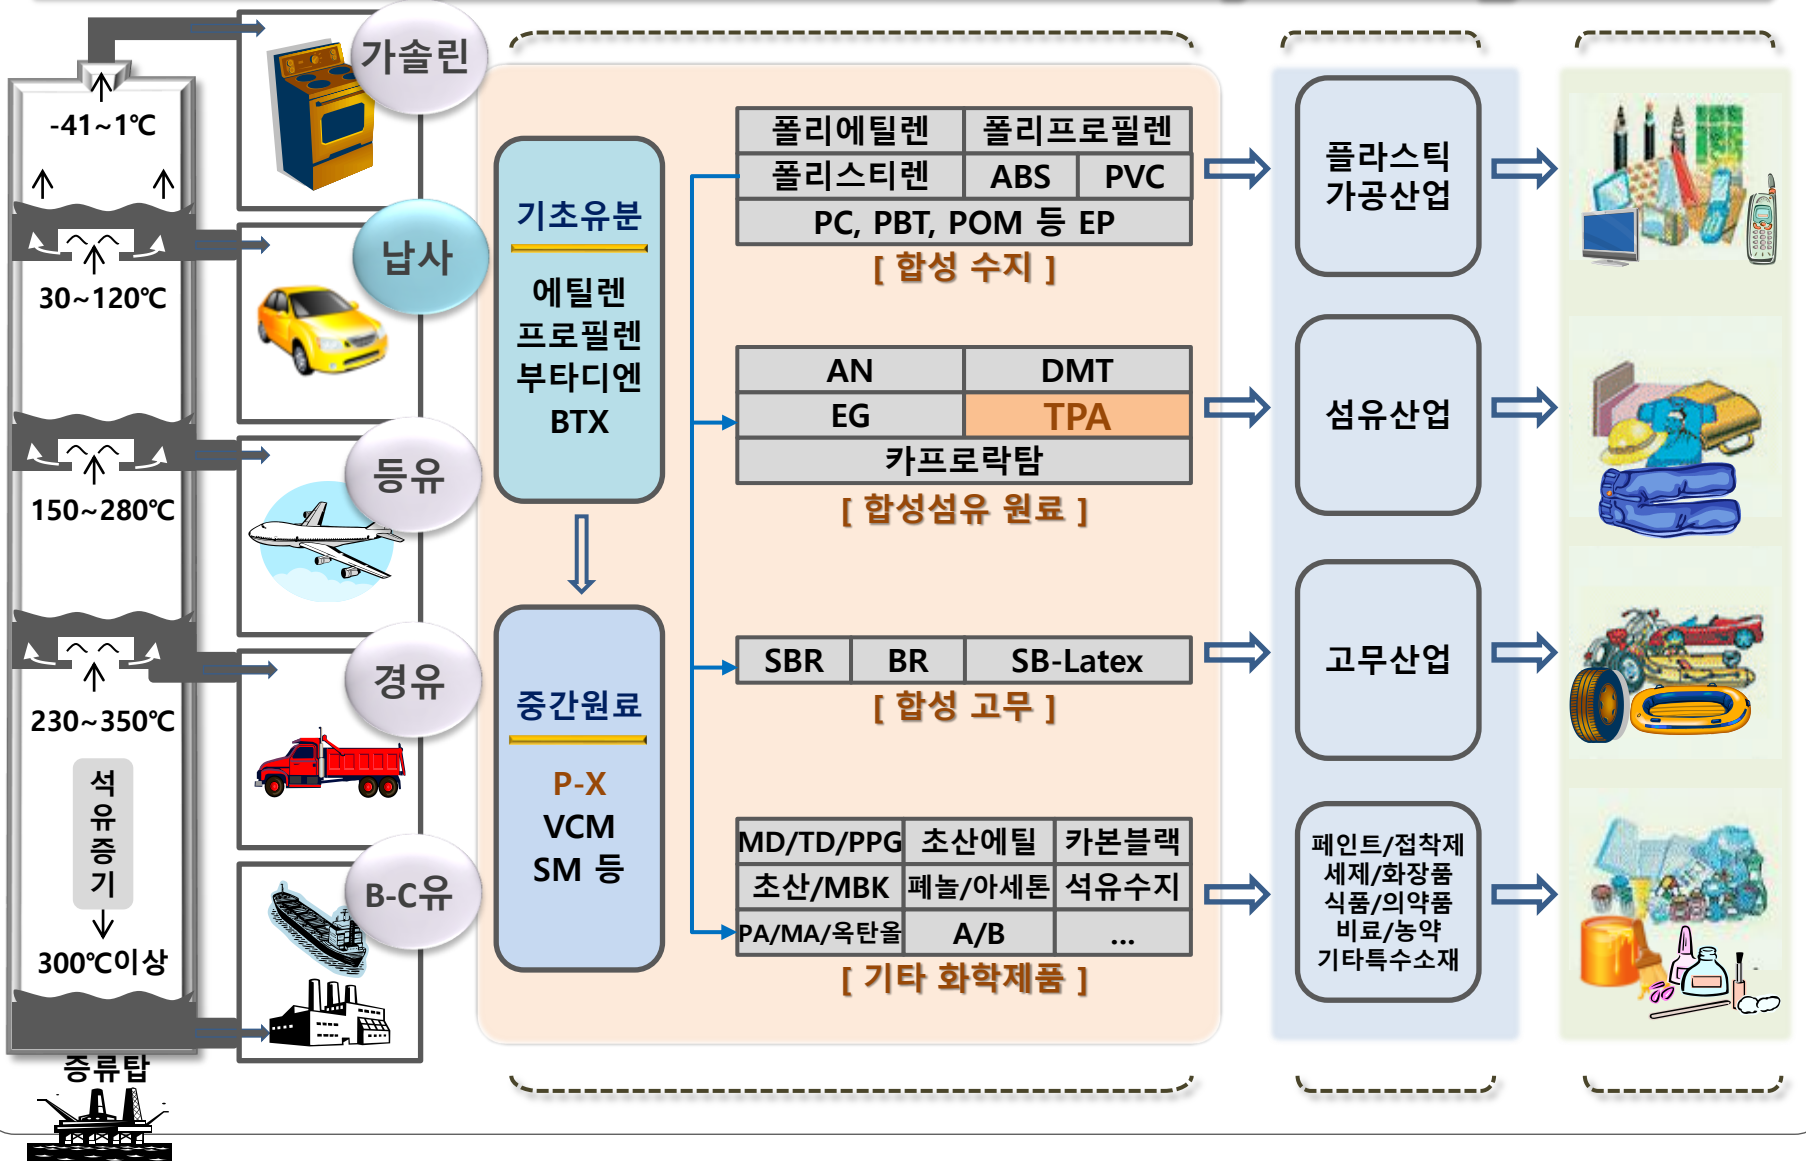 가솔린
-41~1℃
납사
30~120℃
등유
150~280℃
경유
230~350℃
석
유
증
기
B-C유
300℃이상
증류탑
기초유분
에틸렌
프로필렌
부타디엔
BTX
중간원료
P-X
VCM
SM 등
폴리에틸렌 폴리프로필렌
폴리스티렌 ABS PVC
PC, PBT, POM 등 EP
[ 합성 수지 ]
AN DMT
EG TPA
카프로락탐
[ 합성섬유 원료 ]
SBR BR SB-Latex
[ 합성 고무 ]
MD/TD/PPG 초산에틸 카본블랙
초산/MBK 페놀/아세톤 석유수지
PA/MA/옥탄올 A/B ...
[ 기타 화학제품 ]
플라스틱
가공산업
섬유산업
고무산업
페인트/접착제
세제/화장품
식품/의약품
비료/농약
기타특수소재